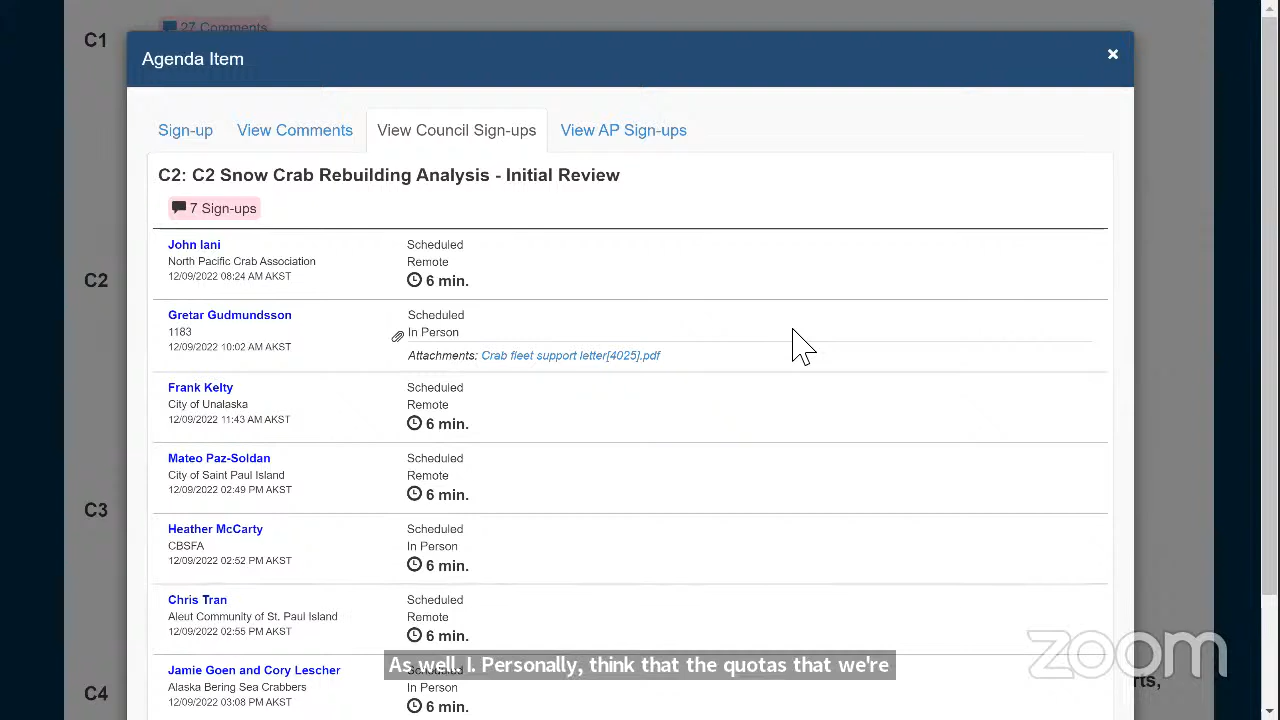 C1
27 Comments
Agenda Item
×
Sign-up
View Comments
View Council Sign-ups
View AP Sign-ups
C2: C2 Snow Crab Rebuilding Analysis - Initial Review
7 Sign-ups
John Iani
Scheduled
North Pacific Crab Association
Remote
12/09/2022 08:24 AM AKST
6 min.
C2
Gretar Gudmundsson
Scheduled
1183
In Person
12/09/2022 10:02 AM AKST
Attachments: Crab fleet support letter[4025].pdf
Frank Kelty
Scheduled
City of Unalaska
Remote
12/09/2022 11:43 AM AKST
6 min.
Mateo Paz-Soldan
Scheduled
City of Saint Paul Island
Remote
12/09/2022 02:49 PM AKST
6 min.
C3
Heather McCarty
Scheduled
CBSFA
In Person
12/09/2022 02:52 PM AKST
6 min.
Chris Tran
Scheduled
Aleut Community of St. Paul Island
Remote
12/09/2022 02:55 PM AKST
6 min.
As well. I. Personally, think that the quotas that we're
zoom
Jamie Goen and Cory Lescher
Alaska Bering Sea Crabbers
In Person
12/09/2022 03:08 PM AKST
6 min.
C4
rts,